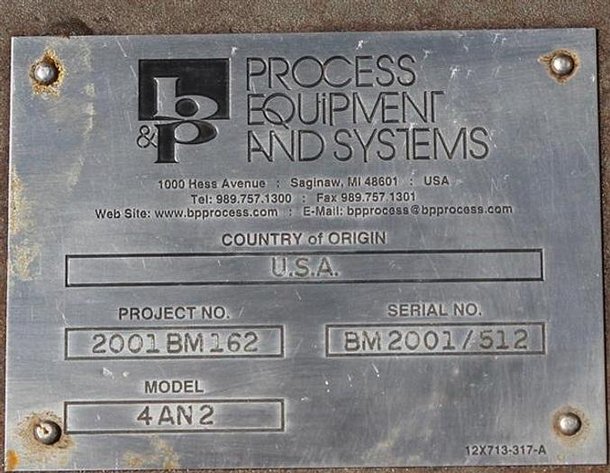 b&p
PROCESS
EQUIPMENT
AND SYSTEMS
1000 Hess Avenue : Saginaw, MI 48601 : USA
Tel: 989.757.1300 : Fax 989.757.1301
Web Site: www.bpprocess.com : E-Mail: bpprocess@bpprocess.com
COUNTRY of ORIGIN
U.S.A.
PROJECT NO. SERIAL NO.
2001BM162 BM2001/512
MODEL
4AN2
12X713-317-A